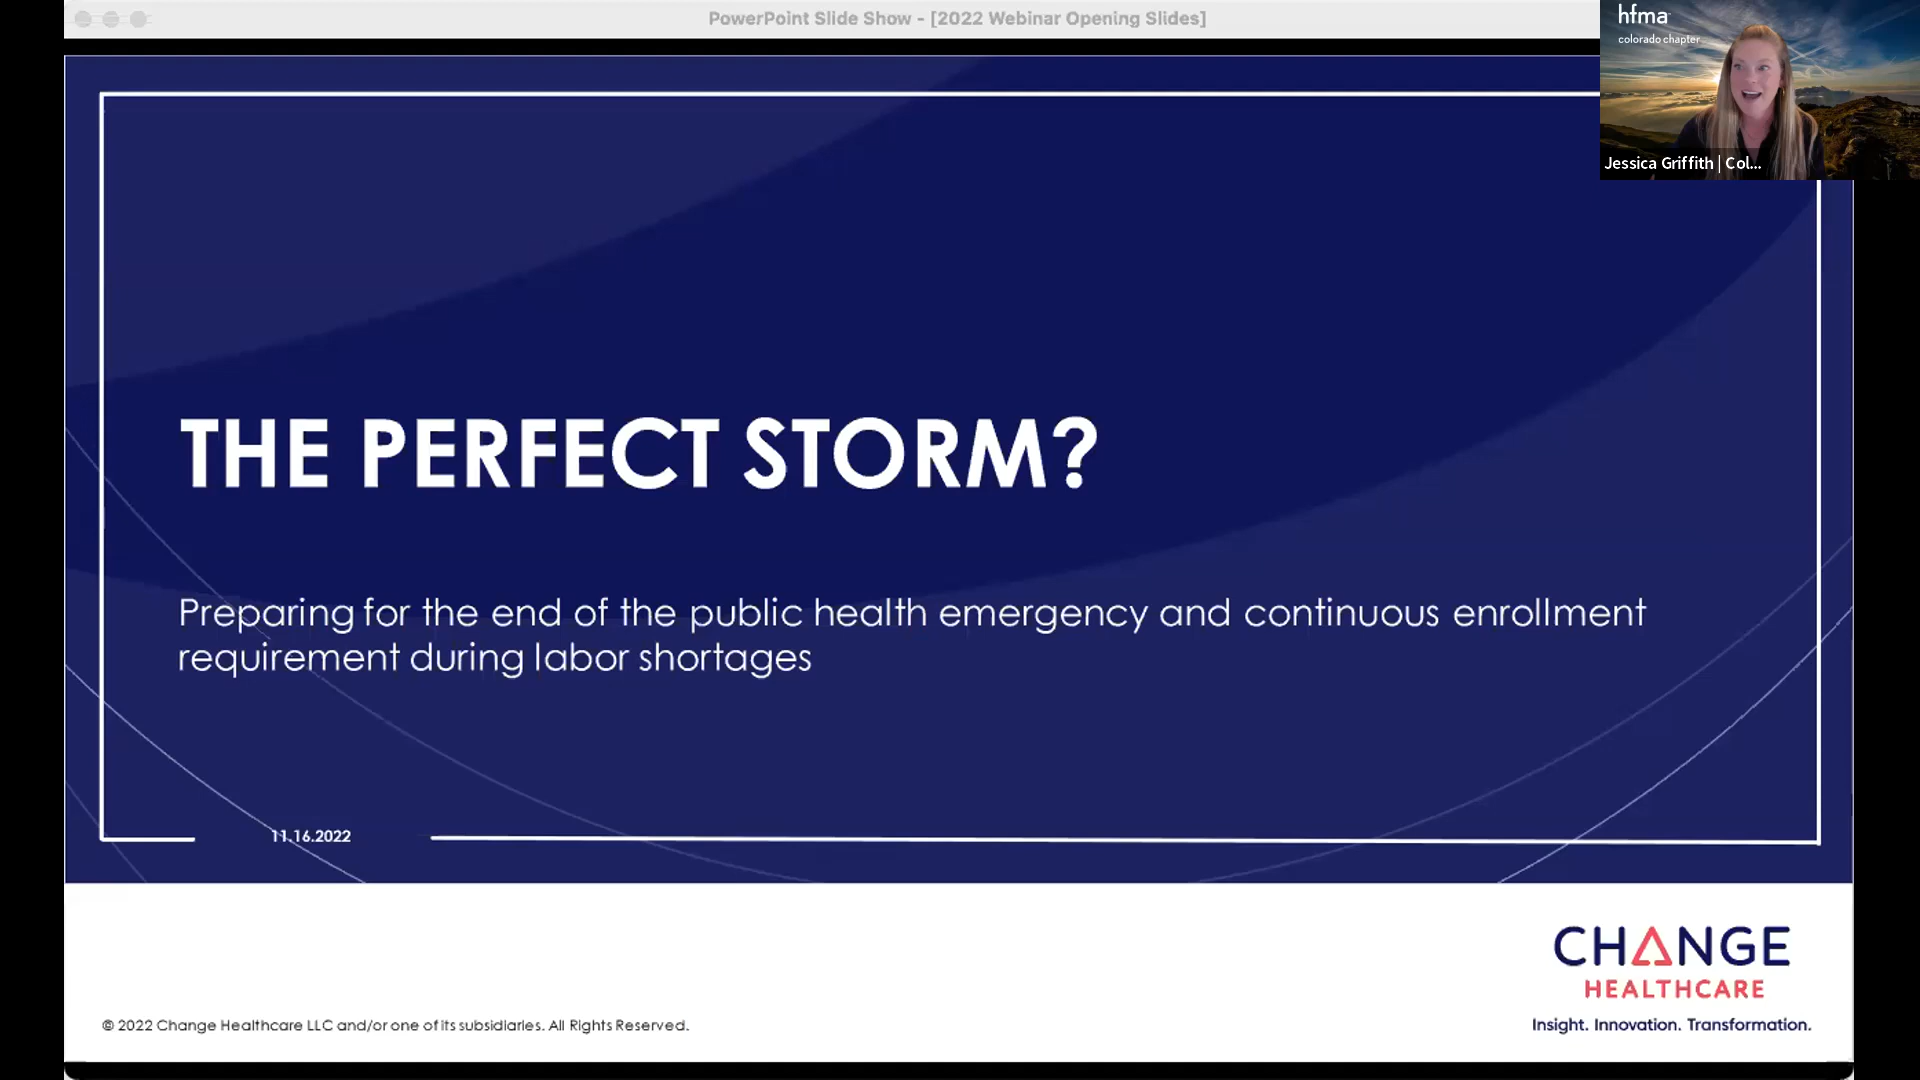 PowerPoint Slide Show - [2022 Webinar Opening Slides]
hfma
colorado chapter
Jessica Griffith | Col...
THE PERFECT STORM?
Preparing for the end of the public health emergency and continuous enrollment
requirement during labor shortages
11.16.2022
CHANGE
HEALTHCARE
© 2022 Change Healthcare LLC and/or one of its subsidiaries. All Rights Reserved.
Insight. Innovation. Transformation.